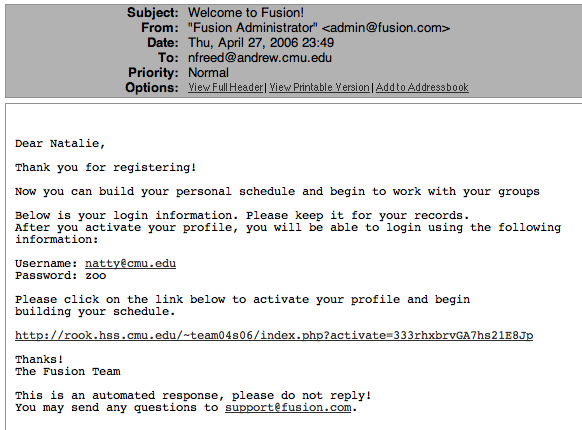 Subject: Welcome to Fusion!
From: "Fusion Administrator" <admin@fusion.com>
Date: Thu, April 27, 2006 23:49
To: nfreed@andrew.cmu.edu
Priority: Normal
Options: View Full Header | View Printable Version | Add to Addressbook
Dear Natalie,
Thank you for registering!
Now you can build your personal schedule and begin to work with your groups
Below is your login information. Please keep it for your records.
After you activate your profile, you will be able to login using the following
information:
Username: natty@cmu.edu
Password: zoo
Please click on the link below to activate your profile and begin
building your schedule.
http://rook.hss.cmu.edu/~team04s06/index.php?activate=333rhxbrvGA7hs21E8Jp
Thanks!
The Fusion Team
This is an automated response, please do not reply!
You may send any questions to support@fusion.com.